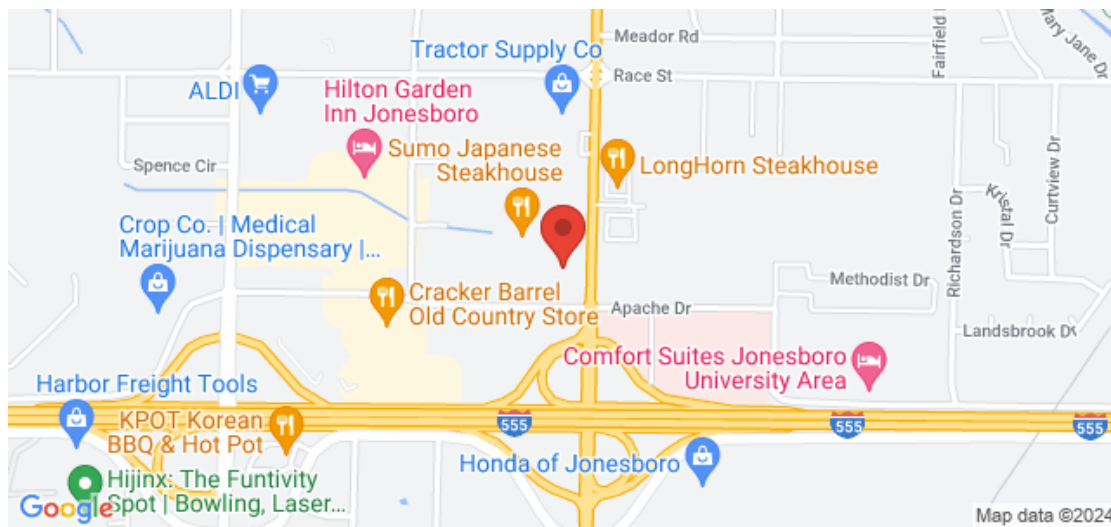 Meador Rd
Tractor Supply Co
Race St
Fairfield
Mary Jane Dr
ALDI
Hilton Garden
Inn Jonesboro
Sumo Japanese
Steakhouse
LongHorn Steakhouse
Spence Cir
Crop Co. | Medical
Marijuana Dispensary |...
Richardson Dr
Kristal Dr
Curtview Dr
Cracker Barrel
Old Country Store
Apache Dr
Methodist Dr
Landsbrook D
Comfort Suites Jonesboro
University Area
Harbor Freight Tools
KPOT Korean
BBQ & Hot Pot
555
555
555
Honda of Jonesboro
Hijinx: The Funtivity
Spot | Bowling, Laser...
Google
Map data ©2024